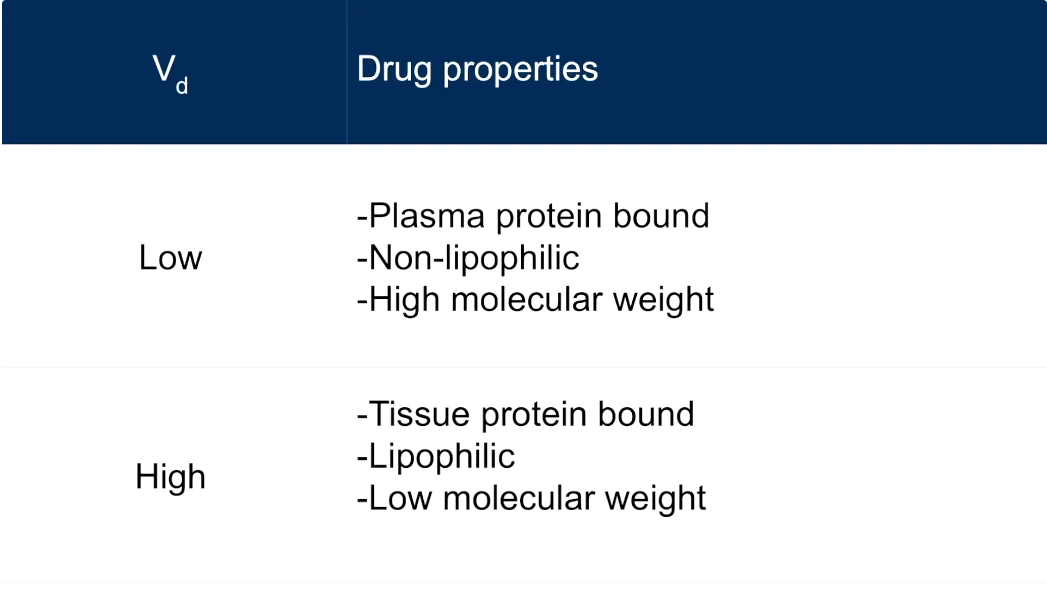 V_d
Drug properties
Low
-Plasma protein bound
-Non-lipophilic
-High molecular weight
High
-Tissue protein bound
-Lipophilic
-Low molecular weight